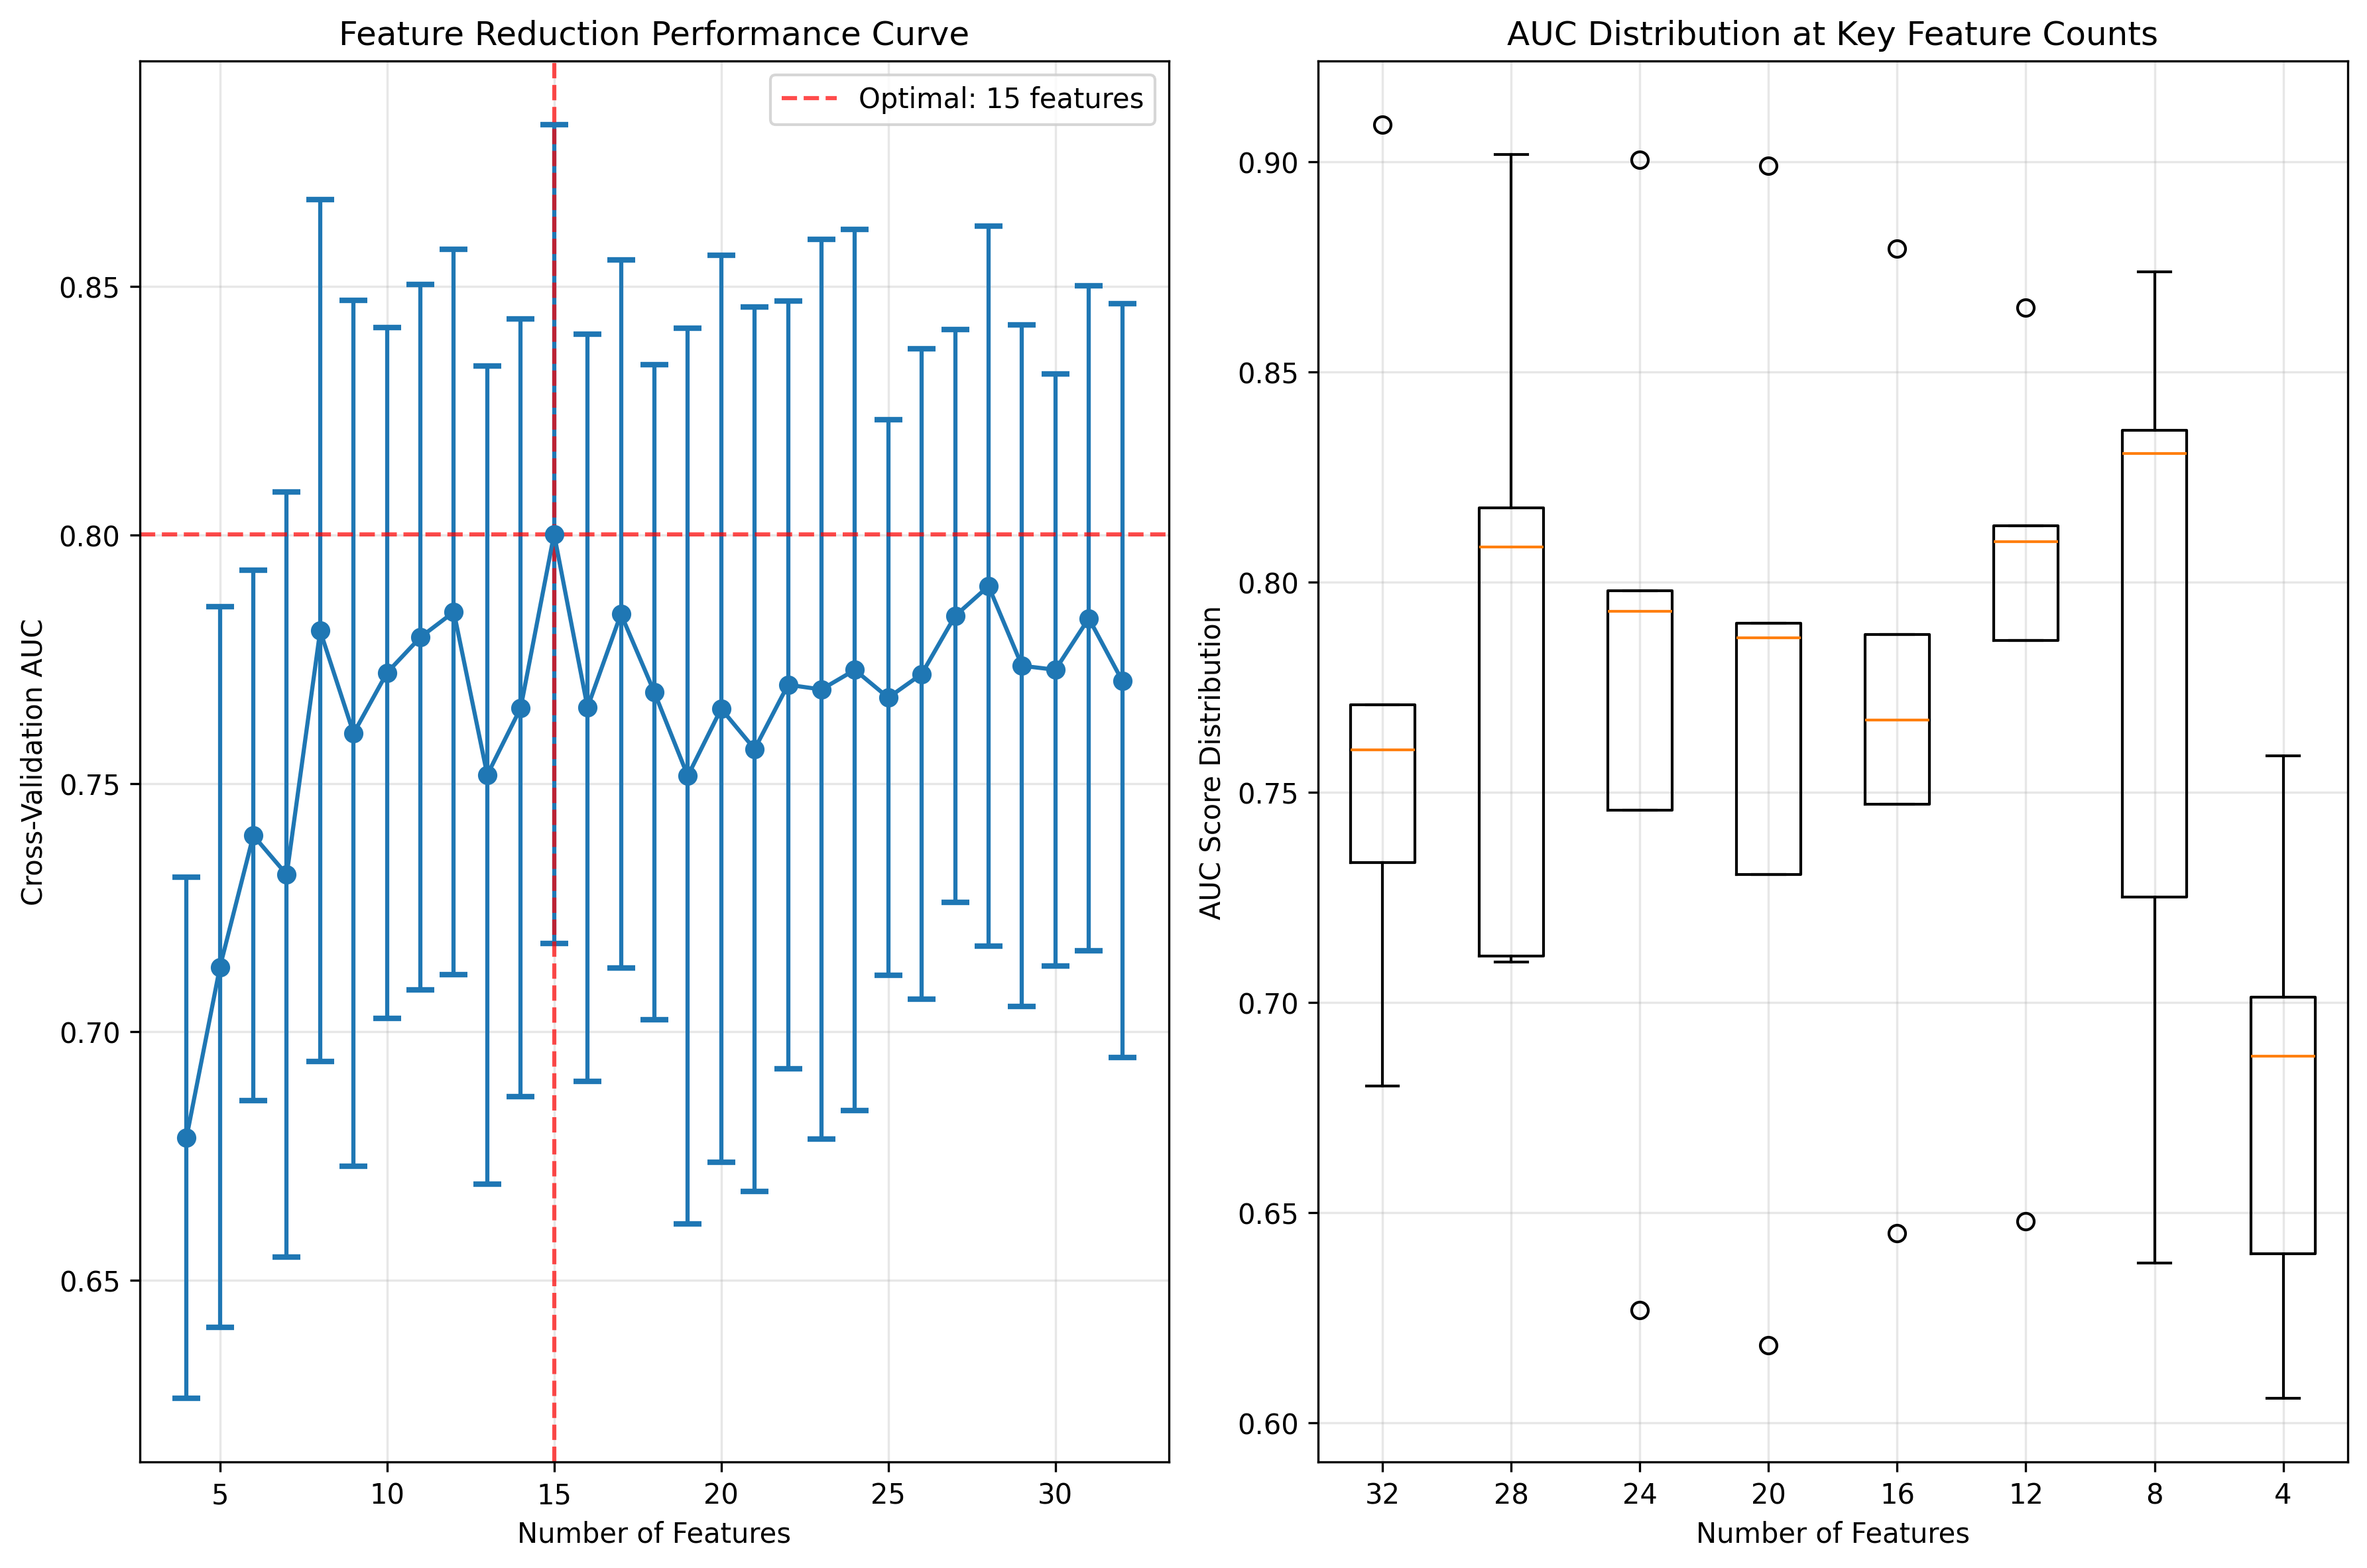 Feature Reduction Performance Curve
Optimal: 15 features
Cross-Validation AUC
0.85
0.80
0.75
0.70
0.65
5 10 15 20 25 30
Number of Features
AUC Distribution at Key Feature Counts
AUC Score Distribution
0.90
0.85
0.80
0.75
0.70
0.65
0.60
32 28 24 20 16 12 8 4
Number of Features